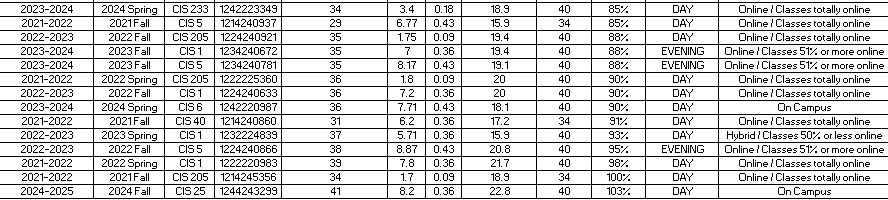 2023-2024 2024 Spring CIS 233 1242223349 34 3.4 0.18 18.9 40 85% DAY Online / Classes totally online
2021-2022 2021 Fall CIS 5 1214240937 29 6.77 0.43 15.9 34 85% DAY Online / Classes totally online
2022-2023 2022 Fall CIS 205 1224240921 35 1.75 0.09 19.4 40 88% DAY Online / Classes totally online
2023-2024 2023 Fall CIS 1 1234240672 35 7 0.36 19.4 40 88% EVENING Online / Classes 51% or more online
2023-2024 2023 Fall CIS 5 1234240781 35 8.17 0.43 19.1 40 88% EVENING Online / Classes 51% or more online
2021-2022 2022 Spring CIS 205 1222225360 36 1.8 0.09 20 40 90% DAY Online / Classes totally online
2022-2023 2022 Fall CIS 1 1224240633 36 7.2 0.36 20 40 90% DAY Online / Classes totally online
2023-2024 2024 Spring CIS 6 1242220987 36 7.71 0.43 18.1 40 90% DAY On Campus
2021-2022 2021 Fall CIS 40 1214240860 31 6.2 0.36 17.2 34 91% DAY Online / Classes totally online
2022-2023 2023 Spring CIS 1 1232224839 37 5.71 0.36 15.9 40 93% DAY Hybrid / Classes 50% or less online
2022-2023 2022 Fall CIS 5 1224240866 38 8.87 0.43 20.8 40 95% EVENING Online / Classes 51% or more online
2021-2022 2022 Spring CIS 1 1222220983 39 7.8 0.36 21.7 40 98% DAY Online / Classes totally online
2021-2022 2021 Fall CIS 205 1214245356 34 1.7 0.09 18.9 34 100% DAY Online / Classes totally online
2024-2025 2024 Fall CIS 25 1244243299 41 8.2 0.36 22.8 40 103% DAY On Campus